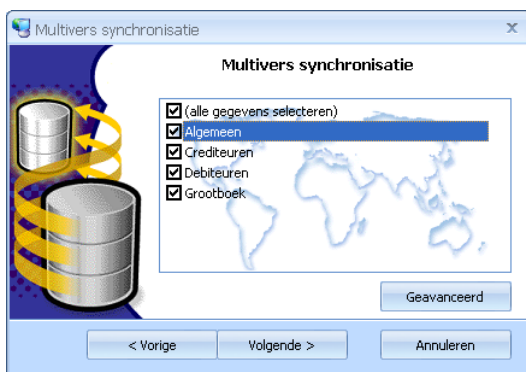 Multivers synchronisatie
Multivers synchronisatie
(alle gegevens selecteren)
Algemeen
Crediteuren
Debiteuren
Grootboek
Geavanceerd
< Vorige
Volgende >
Annuleren